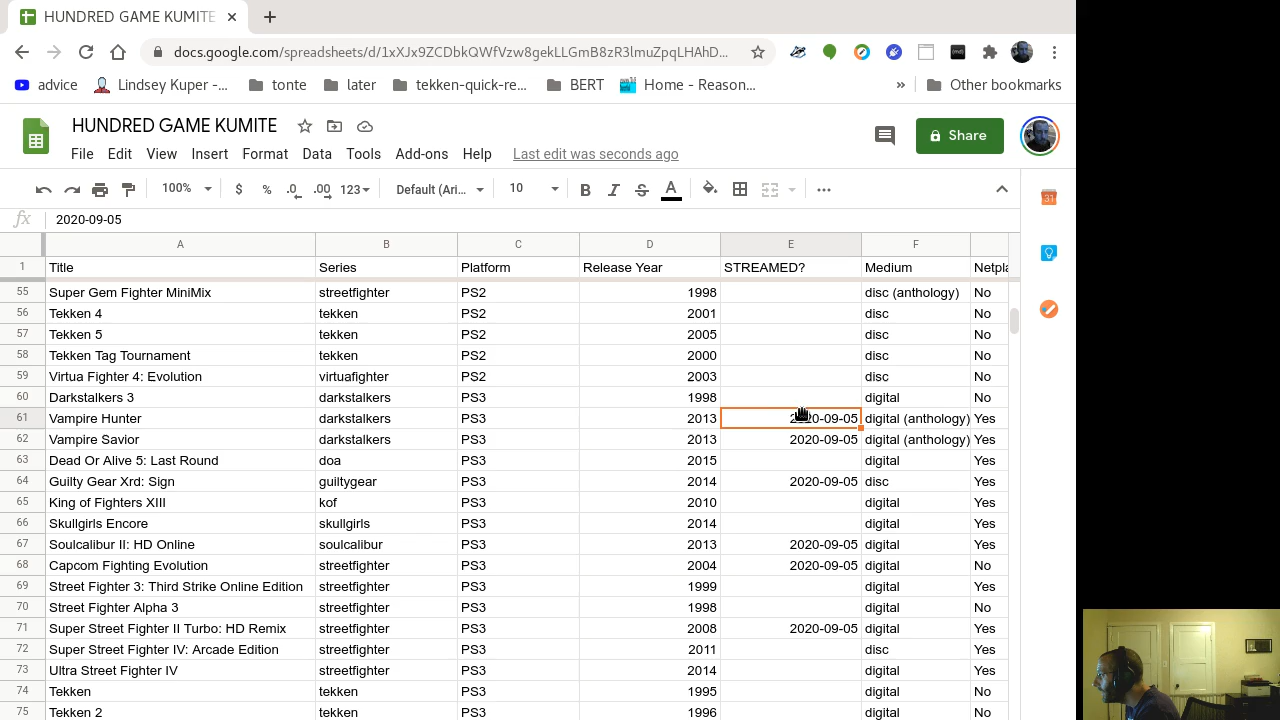 HUNDRED GAME KUMITE
docs.google.com/spreadsheets/d/1xXJx9ZCDbkQWfVzw8gekLLGmB8zR3lmuZpqLHAhD...
advice Lindsey Kuper -... tonte later tekken-quick-re... BERT Home - Reason... » Other bookmarks
HUNDRED GAME KUMITE
Share
File Edit View Insert Format Data Tools Add-ons Help Last edit was seconds ago
100% $ % .0 .00 123 Default (Ari... 10 B I S A
31
fx 2020-09-05
A B C D E F
1 Title Series Platform Release Year STREAMED? Medium Netpla
55 Super Gem Fighter MiniMix streetfighter PS2 1998 disc (anthology) No
56 Tekken 4 tekken PS2 2001 disc No
57 Tekken 5 tekken PS2 2005 disc No
58 Tekken Tag Tournament tekken PS2 2000 disc No
59 Virtua Fighter 4: Evolution virtuafighter PS2 2003 disc No
60 Darkstalkers 3 darkstalkers PS3 1998 digital No
61 Vampire Hunter darkstalkers PS3 2013 2020-09-05 digital (anthology) Yes
62 Vampire Savior darkstalkers PS3 2013 2020-09-05 digital (anthology) Yes
63 Dead Or Alive 5: Last Round doa PS3 2015 digital Yes
64 Guilty Gear Xrd: Sign guiltygear PS3 2014 2020-09-05 disc Yes
65 King of Fighters XIII kof PS3 2010 digital Yes
66 Skullgirls Encore skullgirls PS3 2014 digital Yes
67 Soulcalibur II: HD Online soulcalibur PS3 2013 2020-09-05 digital Yes
68 Capcom Fighting Evolution streetfighter PS3 2004 2020-09-05 digital No
69 Street Fighter 3: Third Strike Online Edition streetfighter PS3 1999 digital Yes
70 Street Fighter Alpha 3 streetfighter PS3 1998 digital No
71 Super Street Fighter II Turbo: HD Remix streetfighter PS3 2008 2020-09-05 digital Yes
72 Super Street Fighter IV: Arcade Edition streetfighter PS3 2011 disc Yes
73 Ultra Street Fighter IV streetfighter PS3 2014 digital Yes
74 Tekken tekken PS3 1995 digital No
75 Tekken 2 tekken PS3 1996 digital No